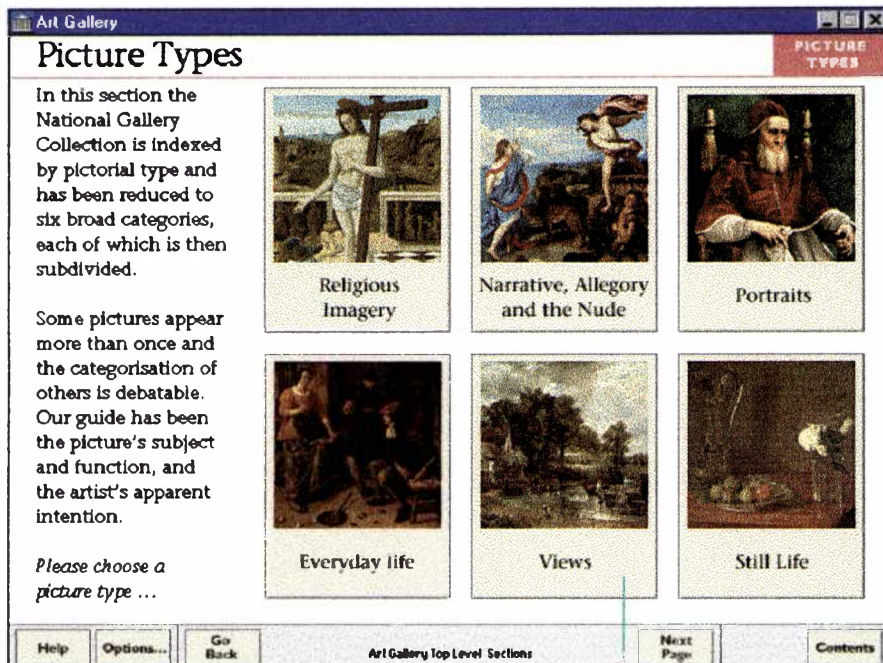 Art Gallery
Picture Types
PICTURE
TYPES
In this section the
National Gallery
Collection is indexed
by pictorial type and
has been reduced to
six broad categories,
each of which is then
subdivided.
Some pictures appear
more than once and
the categorisation of
others is debatable.
Our guide has been
the picture's subject
and function, and
the artist's apparent
intention.
Please choose a
picture type ...
Religious
Imagery
Narrative, Allegory
and the Nude
Portraits
Everyday life
Views
Still Life
Help
Options...
Go
Back
Art Gallery Top Level Sections
Next
Page
Contents